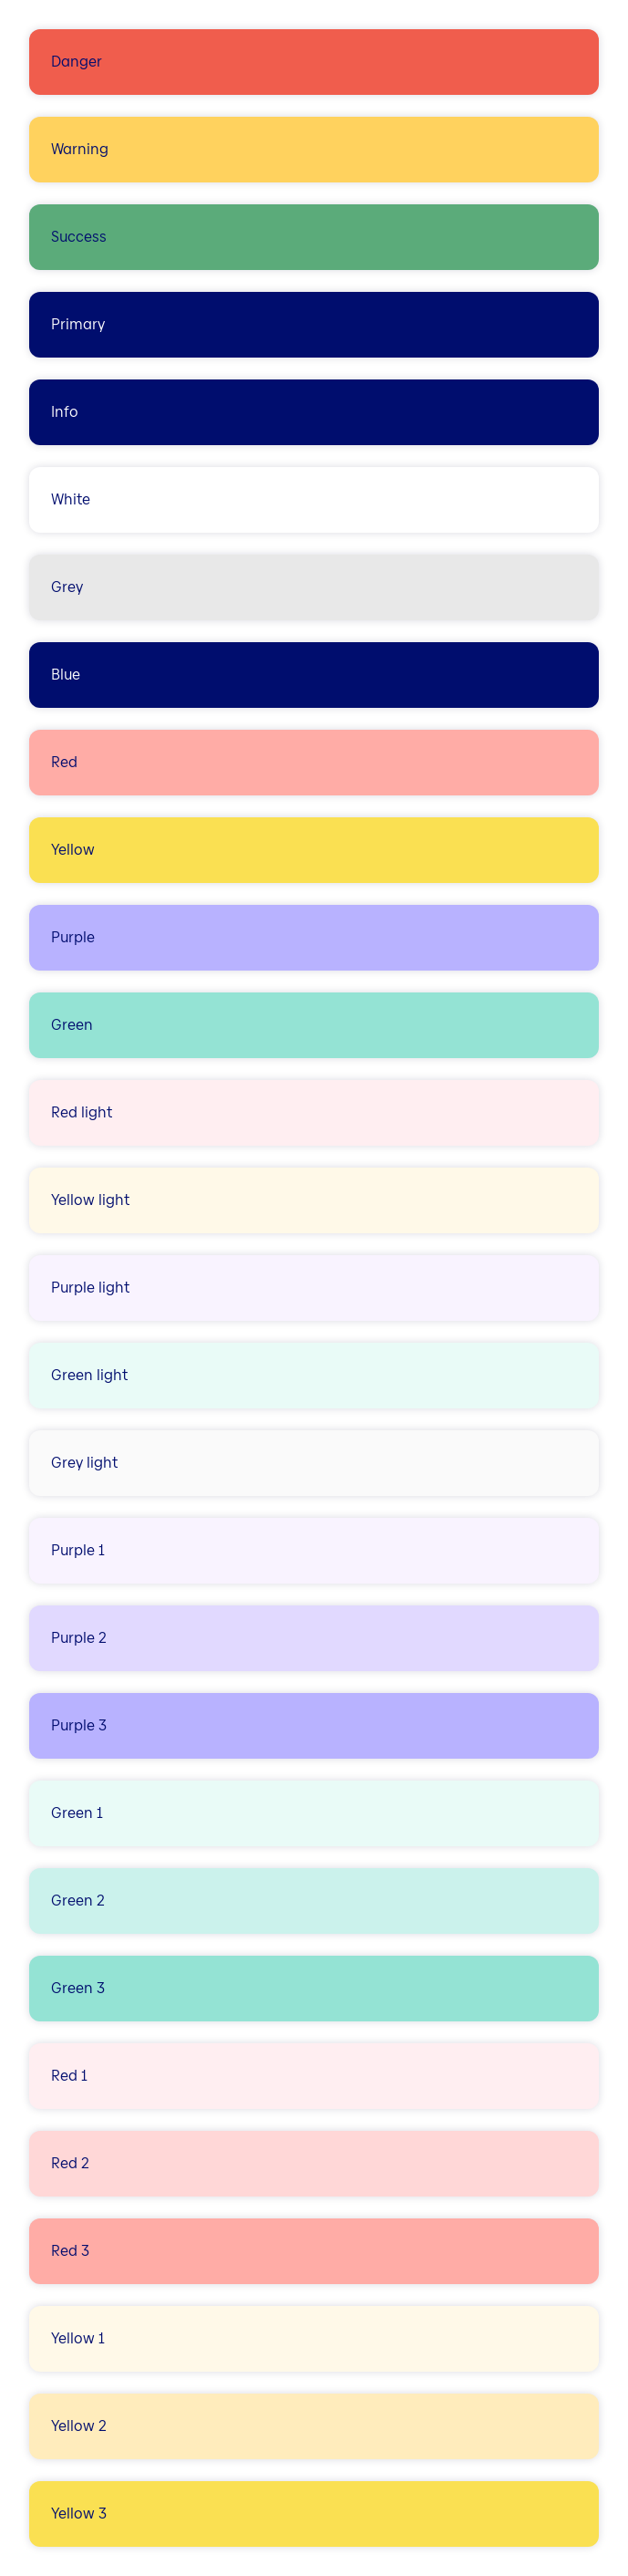 Danger
Warning
Success
Primary
Info
White
Grey
Blue
Red
Yellow
Purple
Green
Red light
Yellow light
Purple light
Green light
Grey light
Purple 1
Purple 2
Purple 3
Green 1
Green 2
Green 3
Red 1
Red 2
Red 3
Yellow 1
Yellow 2
Yellow 3